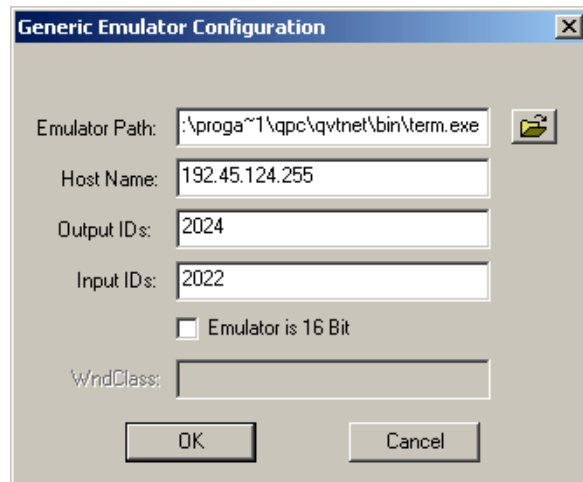 Generic Emulator Configuration
Emulator Path: :\proga~1\qpc\qvtnet\bin\term.exe
Host Name: 192.45.124.255
Output IDs: 2024
Input IDs: 2022
Emulator is 16 Bit
WndClass:
OK Cancel